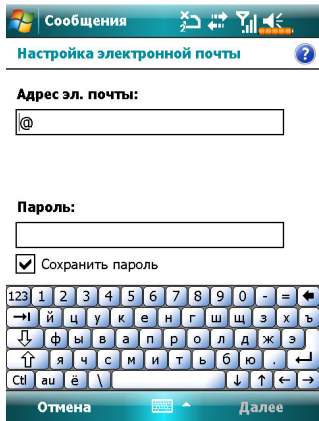 Сообщения
Настройка электронной почты ?
Адрес эл. почты:
@
Пароль:
Сохранить пароль
123 1 2 3 4 5 6 7 8 9 0 - =
й ц у к е н г ш щ з х ъ
ф ы в а п р о л д ж э
я ч с м и т ь б ю .
Ctl au ё \
Отмена Далее